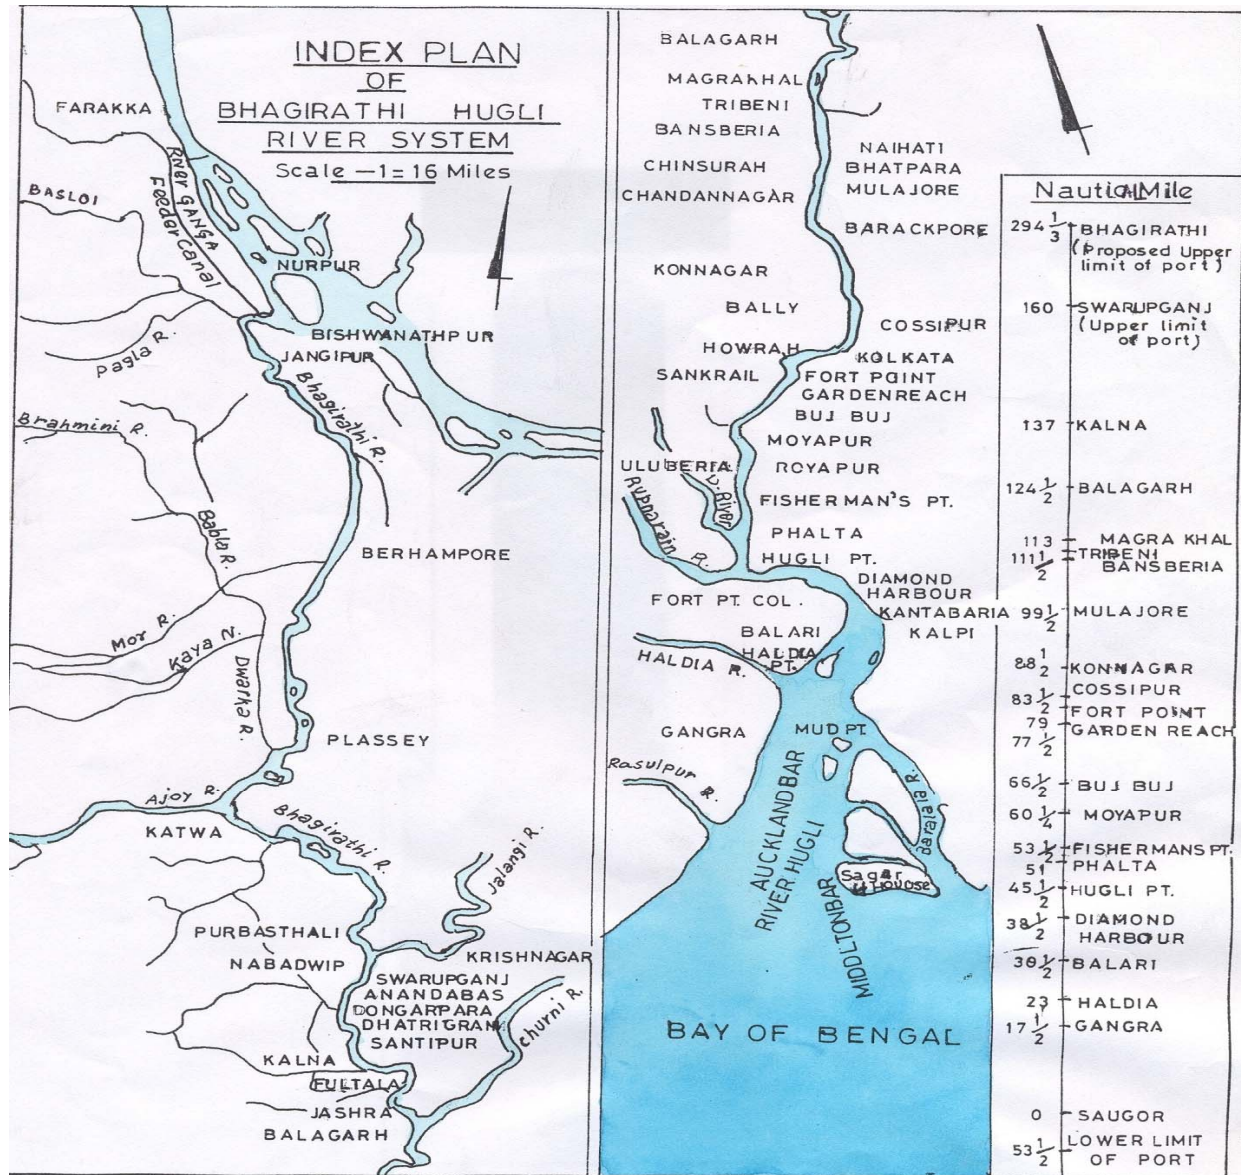 INDEX PLAN
OF
BHAGIRATHI HUGLI
RIVER SYSTEM
Scale — 1 = 16 Miles
FARAKKA
River GANGA
Feeder Canal
BASLOI
NURPUR
BISHWANATHPUR
JANGIPUR
Pagla R.
Bhagirathi R.
Brahmini R.
Babla R.
BERHAMPORE
Mor R.
Kaya N.
Dwarka R.
PLASSEY
Ajoy R.
KATWA
Bhagirathi R.
Jalangi R.
PURBASTHALI
KRISHNAGAR
NABADWIP
SWARUPGANJ
ANANDABAS
DONGARPARA
DHATRIGRAM
SANTIPUR
Churni R.
KALNA
FULTALA
JASHRA
BALAGARH
BALAGARH
MAGRAKHAL
TRIBENI
BANSBERIA
NAIHATI
BHATPARA
CHINSURAH
MULAJORE
CHANDANNAGAR
BARACKPORE
KONNAGAR
BALLY
COSSIPUR
HOWRAH
KOLKATA
SANKRAIL
FORT POINT
GARDENREACH
BUJ BUJ
MOYAPUR
ULUBERIA
ROYAPUR
D. River
FISHERMAN'S PT.
Rupnarain R.
PHALTA
HUGLI PT.
DIAMOND
HARBOUR
FORT PT. COL.
KANTABARIA
KALPI
BALARI
HALDIA
PT.
HALDIA R.
GANGRA
MUD PT.
Rasulpur R.
AUCKLANDBAR
RIVER HUGLI
MIDDLTONBAR
Sagar
BAY OF BENGAL
Nautical Mile
294 1/3 BHAGIRATHI
(Proposed Upper
limit of port)
160 SWARUPGANJ
(Upper limit
of port)
137 KALNA
124 1/2 BALAGARH
113 MAGRA KHAL
TRIBENI
111 1/2 BANSBERIA
99 1/2 MULAJORE
88 1/2 KONNAGAR
83 1/2 COSSIPUR
79 FORT POINT
77 1/2 GARDEN REACH
66 1/2 BUJ BUJ
60 1/4 MOYAPUR
53 1/2 FISHERMANS PT.
51 PHALTA
45 1/2 HUGLI PT.
38 1/2 DIAMOND
HARBOUR
30 1/2 BALARI
23 HALDIA
17 1/2 GANGRA
0 SAUGOR
53 1/2 LOWER LIMIT
OF PORT